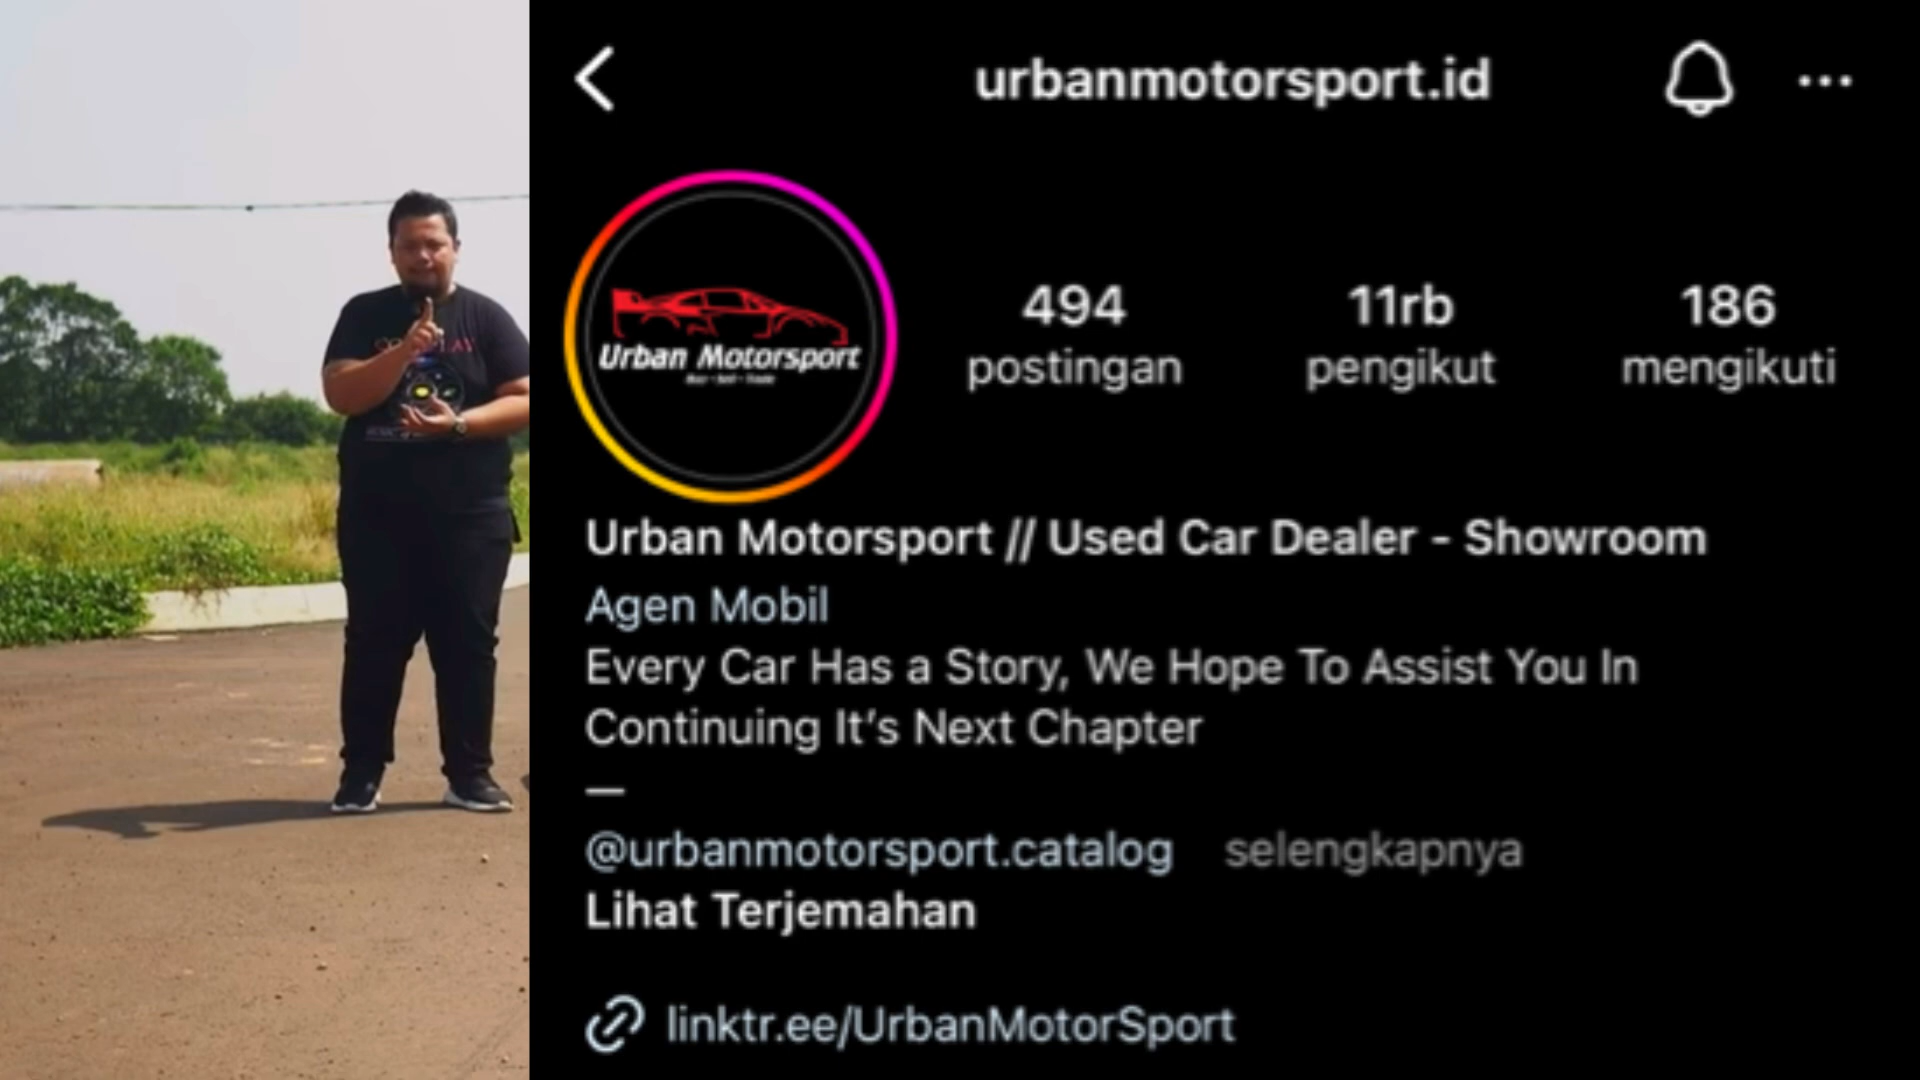 urbanmotorsport.id
Urban Motorsport
494
postingan
11rb
pengikut
186
mengikuti
Urban Motorsport // Used Car Dealer - Showroom
Agen Mobil
Every Car Has a Story, We Hope To Assist You In
Continuing It's Next Chapter
—
@urbanmotorsport.catalog selengkapnya
Lihat Terjemahan
linktr.ee/UrbanMotorSport